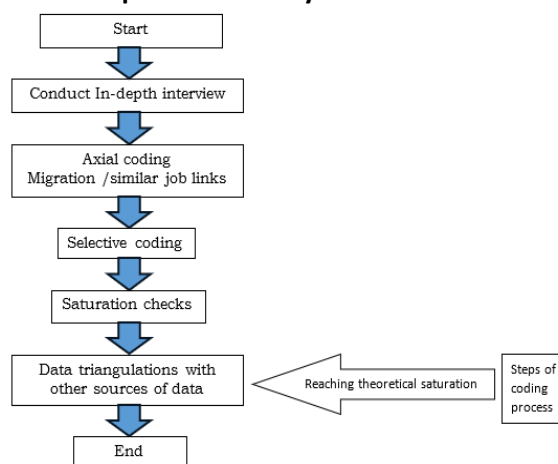 Start
Conduct In-depth interview
Axial coding
Migration /similar job links
Selective coding
Saturation checks
Data triangulations with
other sources of data
Reaching theoretical saturation
Steps of
coding
process
End